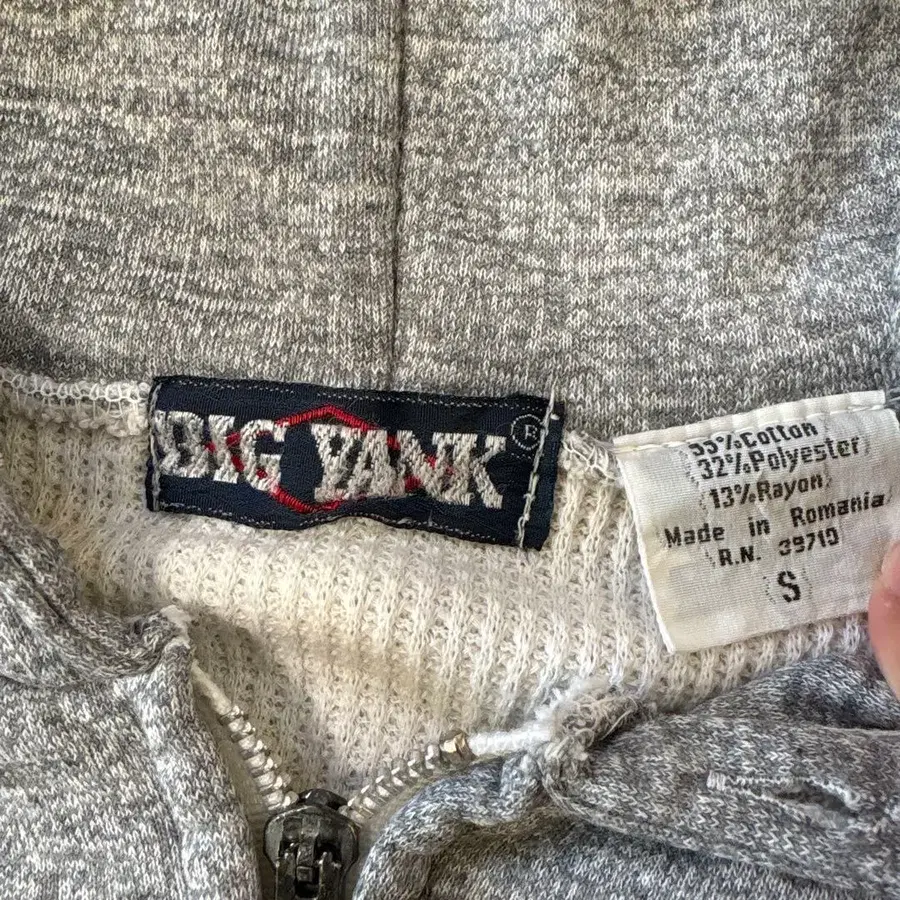 BIG YANK ®
55%Cotton
32%Polyester
13%Rayon
Made in Romania
R.N. 39710
S